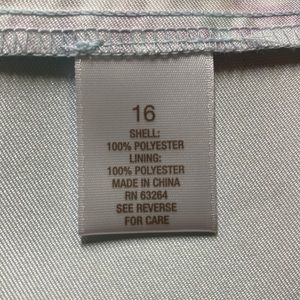 16
SHELL:
100% POLYESTER
LINING:
100% POLYESTER
MADE IN CHINA
RN 63264
SEE REVERSE
FOR CARE